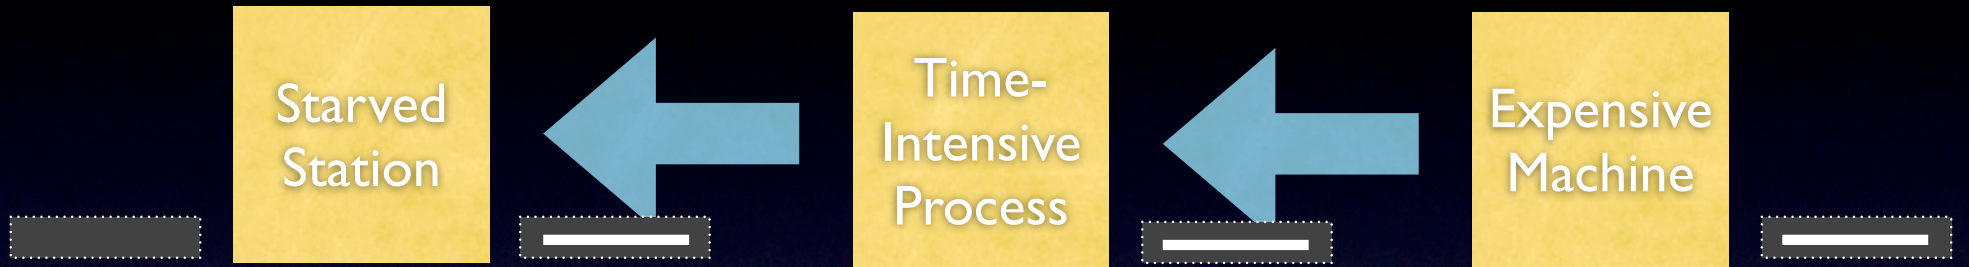 Starved
Station
Time-
Intensive
Process
Expensive
Machine